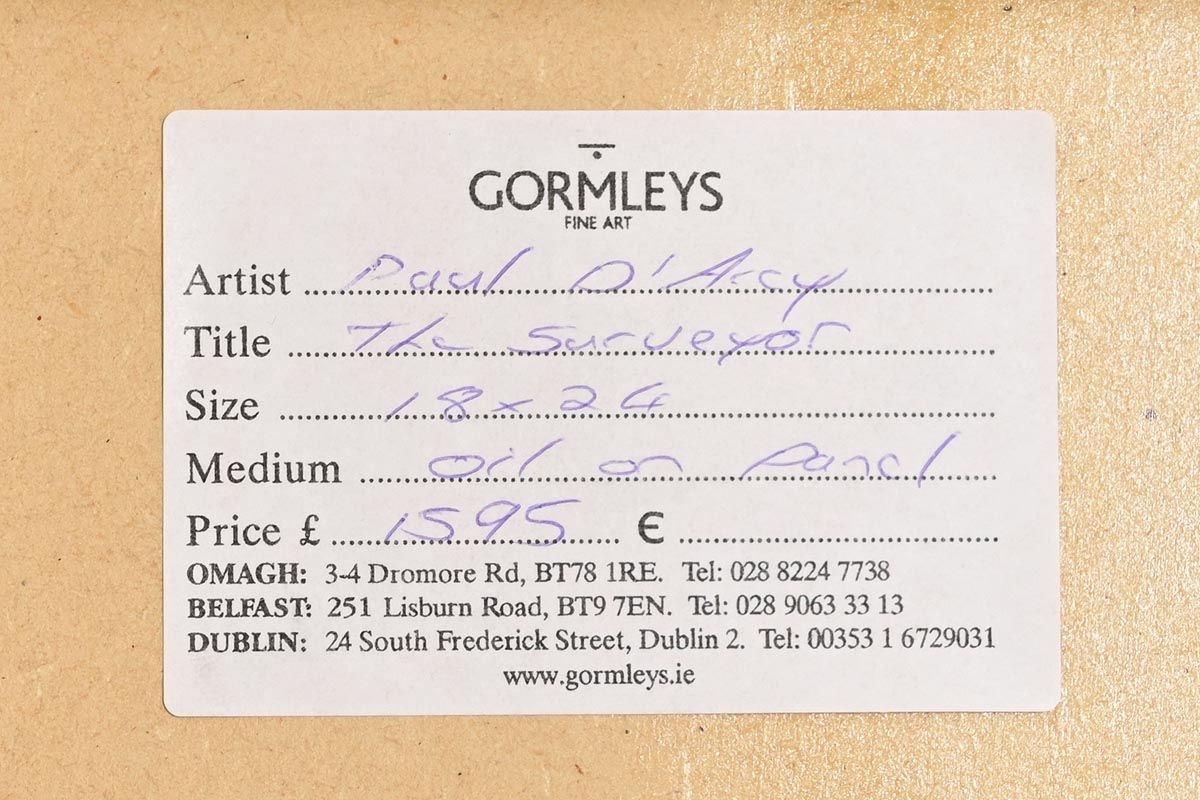 GORMLEYS
FINE ART
Artist Paul D'Arcy
Title The Surveyor
Size 18 x 24
Medium Oil on Panel
Price £ 1595 €
OMAGH: 3-4 Dromore Rd, BT78 1RE. Tel: 028 8224 7738
BELFAST: 251 Lisburn Road, BT9 7EN. Tel: 028 9063 33 13
DUBLIN: 24 South Frederick Street, Dublin 2. Tel: 00353 1 6729031
www.gormleys.ie